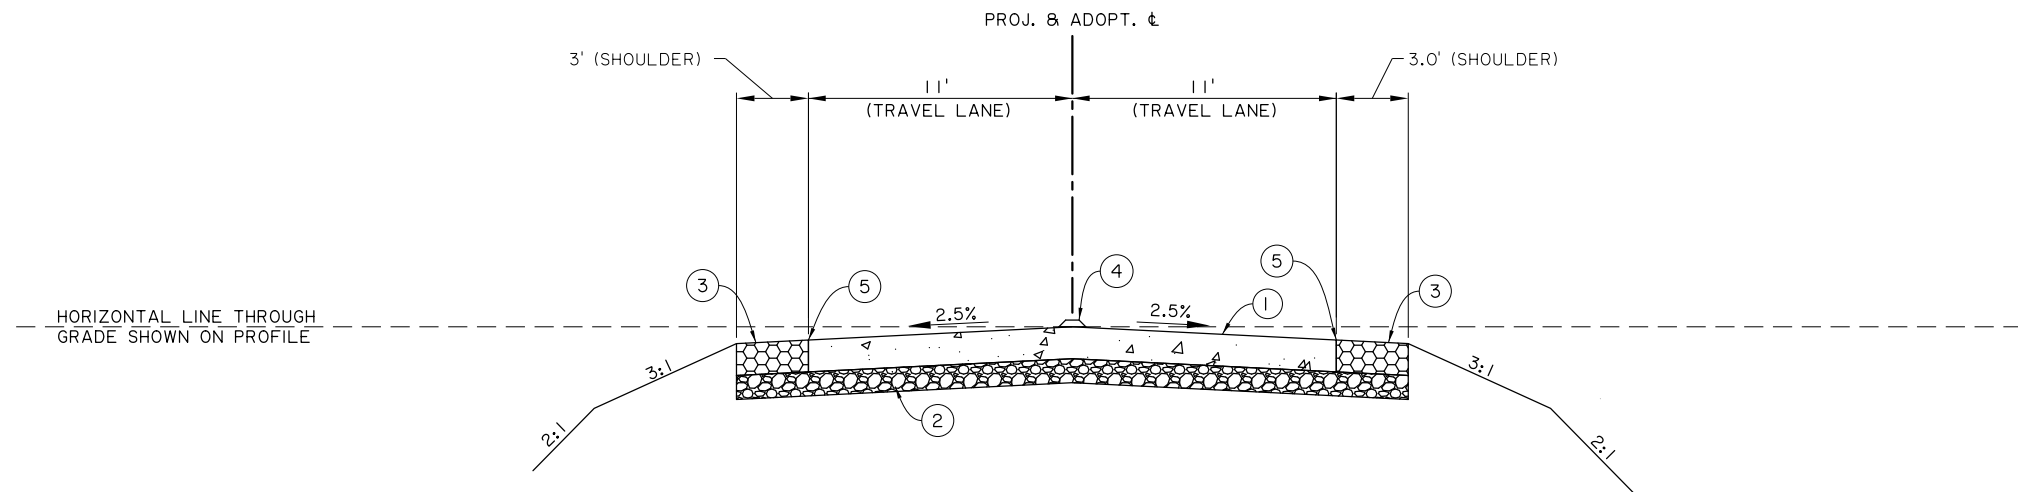 PROJ. & ADOPT. ℄
3' (SHOULDER)
3.0' (SHOULDER)
11'
(TRAVEL LANE)
11'
(TRAVEL LANE)
3
5
4
5
1
3
HORIZONTAL LINE THROUGH
GRADE SHOWN ON PROFILE
2.5%
2.5%
3:1
3:1
2
2:1
2:1